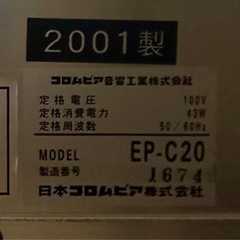 2001製
コロムビア音響工業株式会社
定格電圧 100V
定格消費電力 43W
定格周波数 50/60Hz
MODEL EP-C20
製造番号 1674
日本コロムビア株式会社